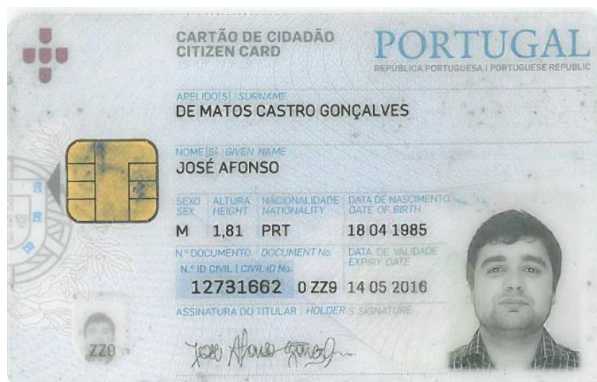 CARTÃO DE CIDADÃO
CITIZEN CARD
PORTUGAL
REPÚBLICA PORTUGUESA | PORTUGUESE REPUBLIC
APELIDO[S] SURNAME
DE MATOS CASTRO GONÇALVES
NOME[S] GIVEN NAME
JOSÉ AFONSO
SEXO ALTURA NACIONALIDADE DATA DE NASCIMENTO
SEX HEIGHT NATIONALITY DATE OF BIRTH
M 1,81 PRT 18 04 1985
N.º DOCUMENTO DOCUMENT No. DATA DE VALIDADE
N.º ID CIVIL | CIVIL ID No. EXPIRY DATE
12731662 0 ZZ9 14 05 2016
ASSINATURA DO TITULAR HOLDER'S SIGNATURE
ZZ9